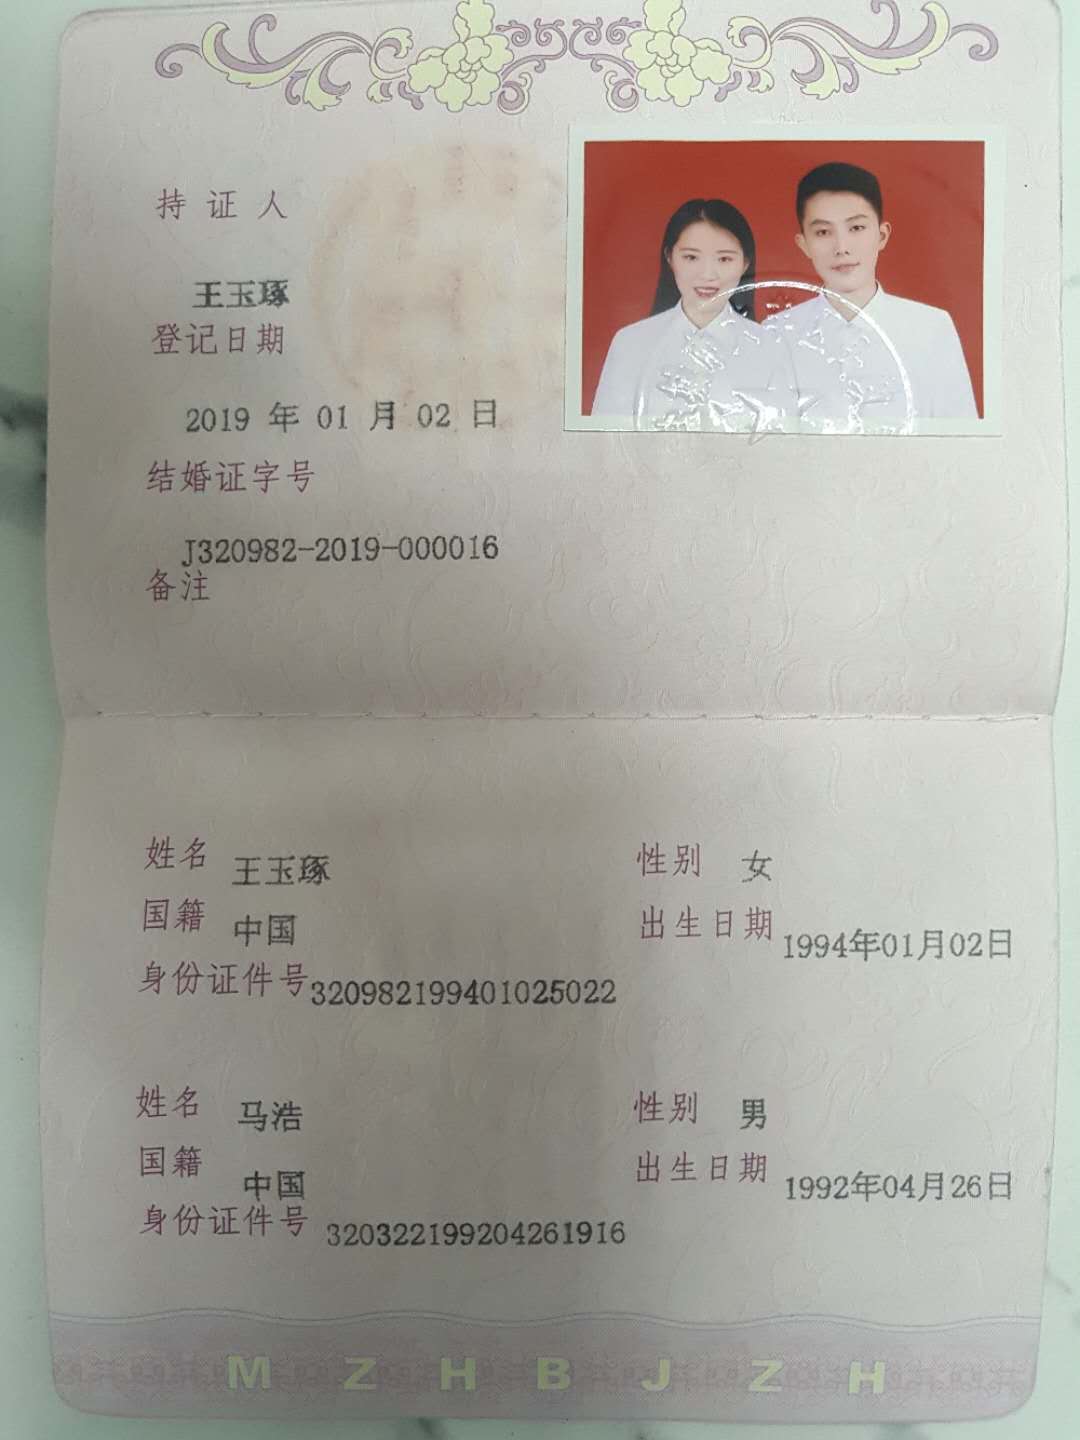 持证人
王玉琢
登记日期
2019 年 01 月 02 日
结婚证字号
J320982-2019-000016
备注
姓名 王玉琢 性别 女
国籍 中国 出生日期 1994年01月02日
身份证件号 320982199401025022
姓名 马浩 性别 男
国籍 中国 出生日期 1992年04月26日
身份证件号 320322199204261916
M Z H B J Z H